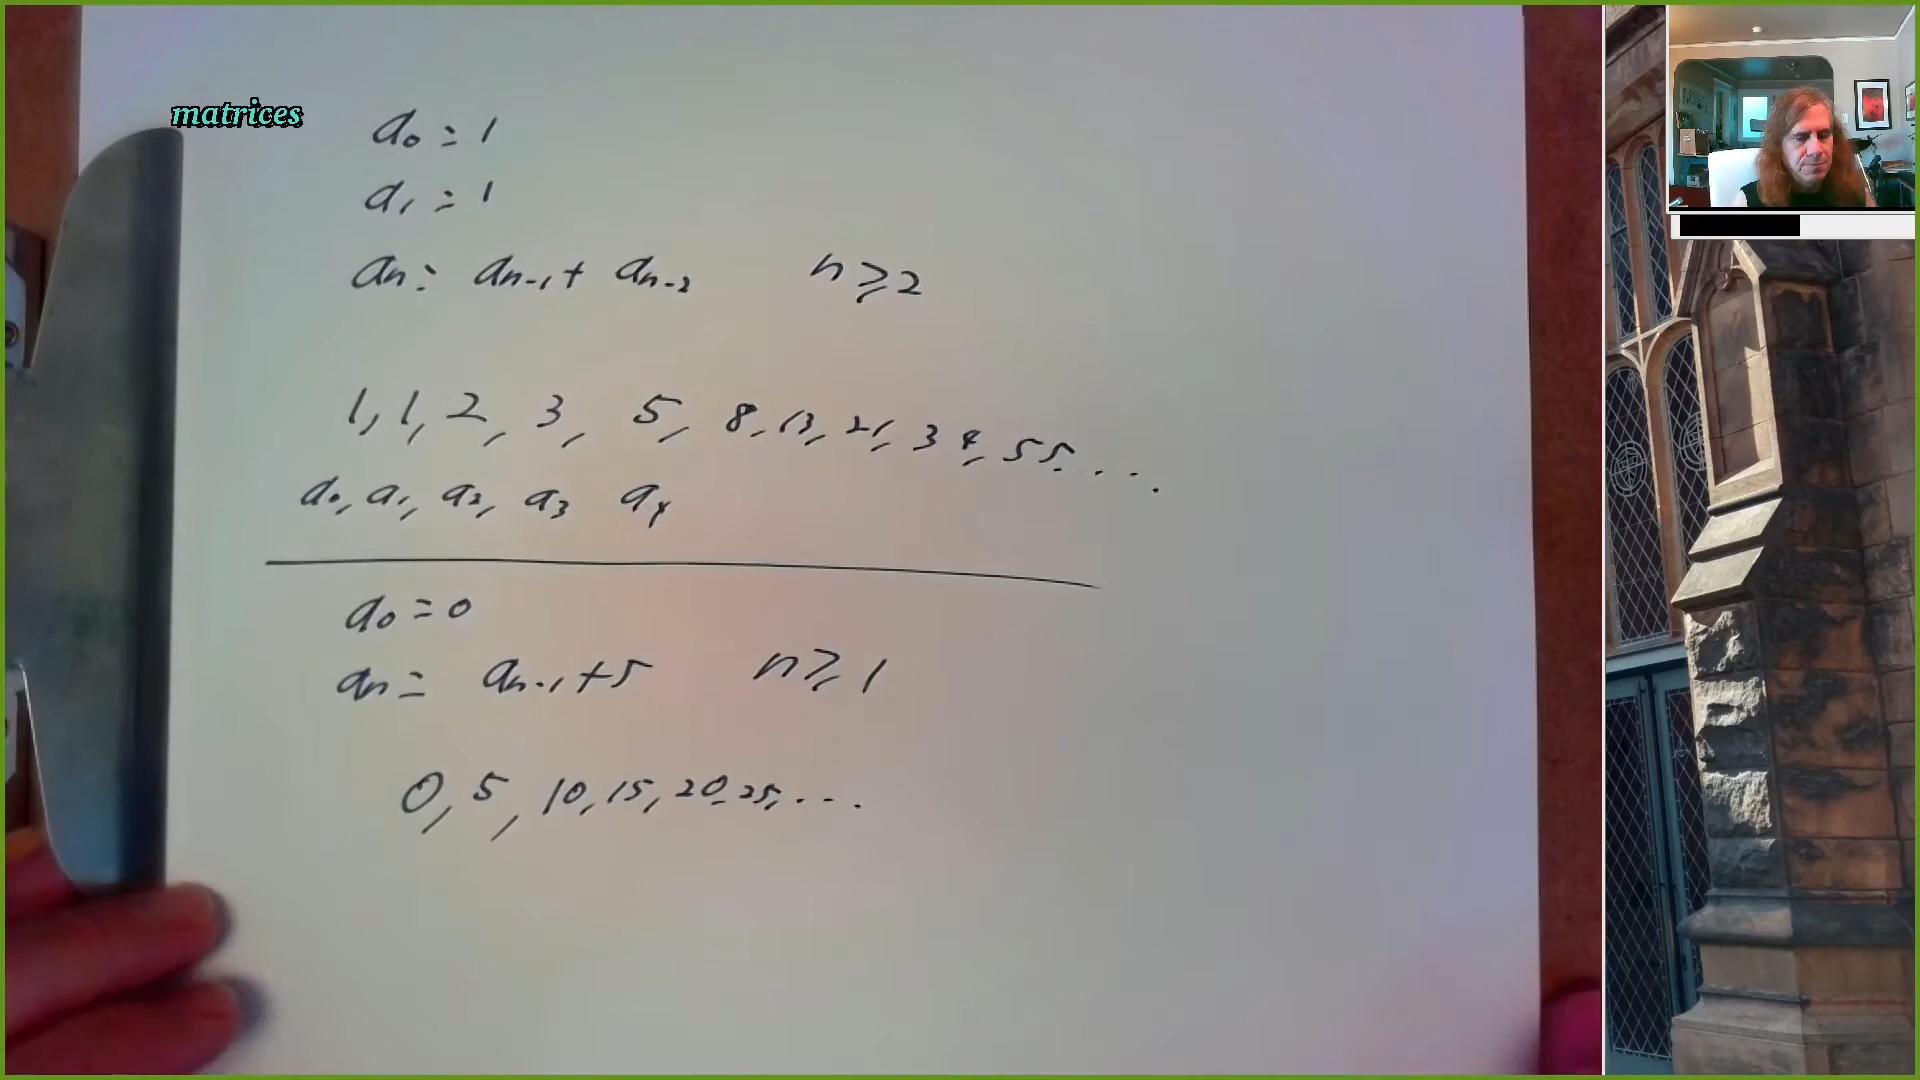 matrices
a₀ = 1
a₁ = 1
aₙ = aₙ₋₁ + aₙ₋₂ n ≥ 2
1, 1, 2, 3, 5, 8, 13, 21, 34, 55, ...
a₀, a₁, a₂, a₃ a₄
a₀ = 0
aₙ = aₙ₋₁ + 5 n ≥ 1
0, 5, 10, 15, 20, 25, ...